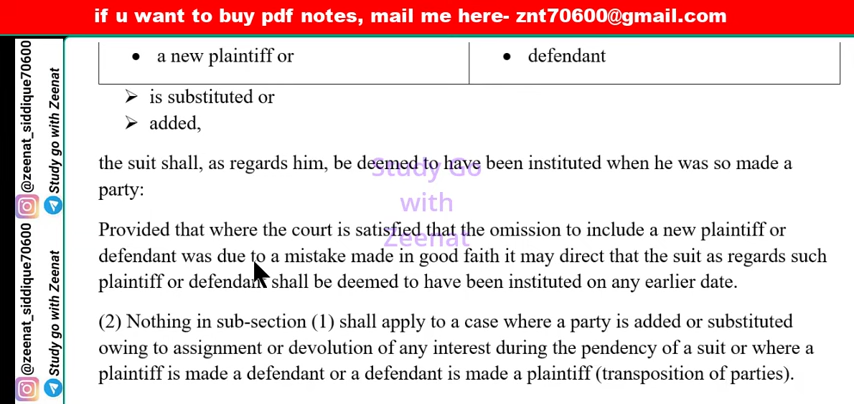 if u want to buy pdf notes, mail me here- znt70600@gmail.com
• a new plaintiff or
• defendant
➢ is substituted or
➢ added,
the suit shall, as regards him, be deemed to have been instituted when he was so made a
party:
Provided that where the court is satisfied that the omission to include a new plaintiff or
defendant was due to a mistake made in good faith it may direct that the suit as regards such
plaintiff or defendant shall be deemed to have been instituted on any earlier date.
(2) Nothing in sub-section (1) shall apply to a case where a party is added or substituted
owing to assignment or devolution of any interest during the pendency of a suit or where a
plaintiff is made a defendant or a defendant is made a plaintiff (transposition of parties).
Study Go
with
Zeenat
@zeenat_siddique70600
Study go with Zeenat
@zeenat_siddique70600
Study go with Zeenat